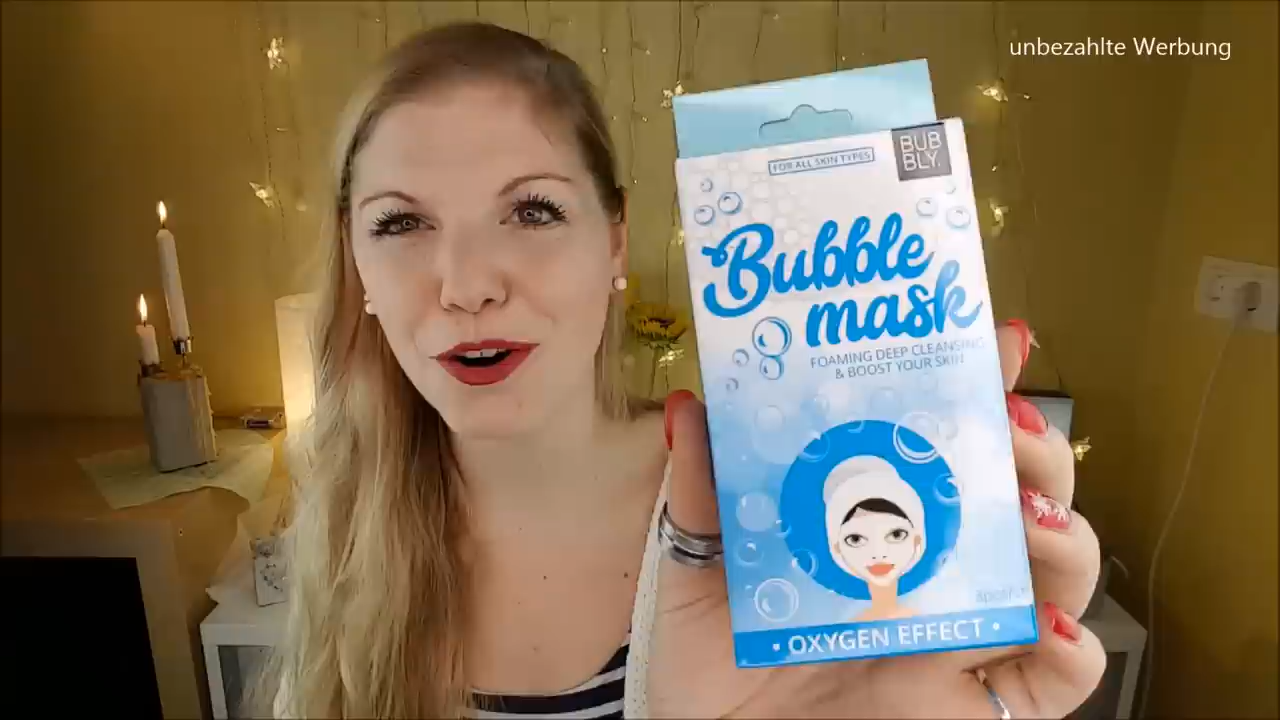 unbezahlte Werbung
FOR ALL SKIN TYPES
BUB
BLY.
Bubble
mask
FOAMING DEEP CLEANSING
& BOOST YOUR SKIN
• OXYGEN EFFECT •